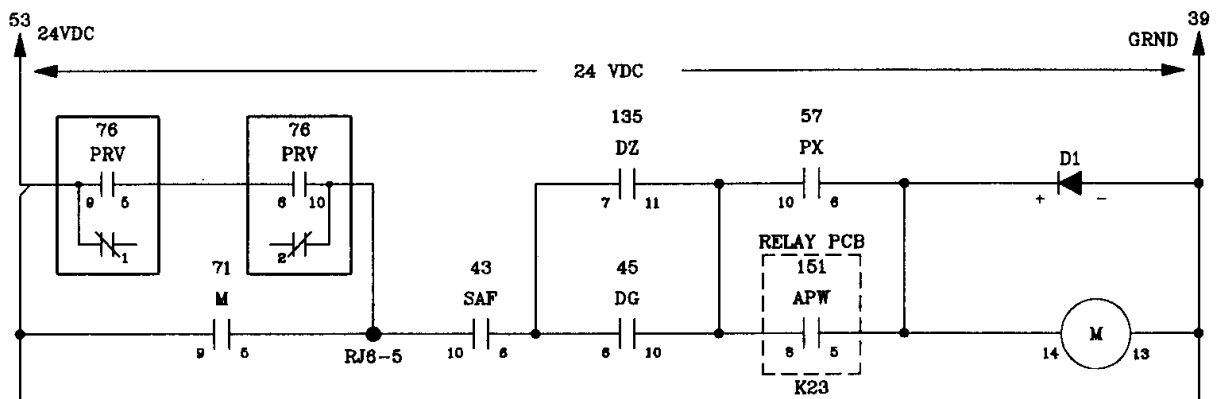 53
24VDC
39
GRND
24 VDC
76
PRV
9 5
1
76
PRV
6 10
2
135
DZ
7 11
57
PX
10 6
D1
+ -
71
M
9 5
RJ6-5
43
SAF
10 6
45
DG
6 10
RELAY PCB
151
APW
8 5
K23
M
14 13